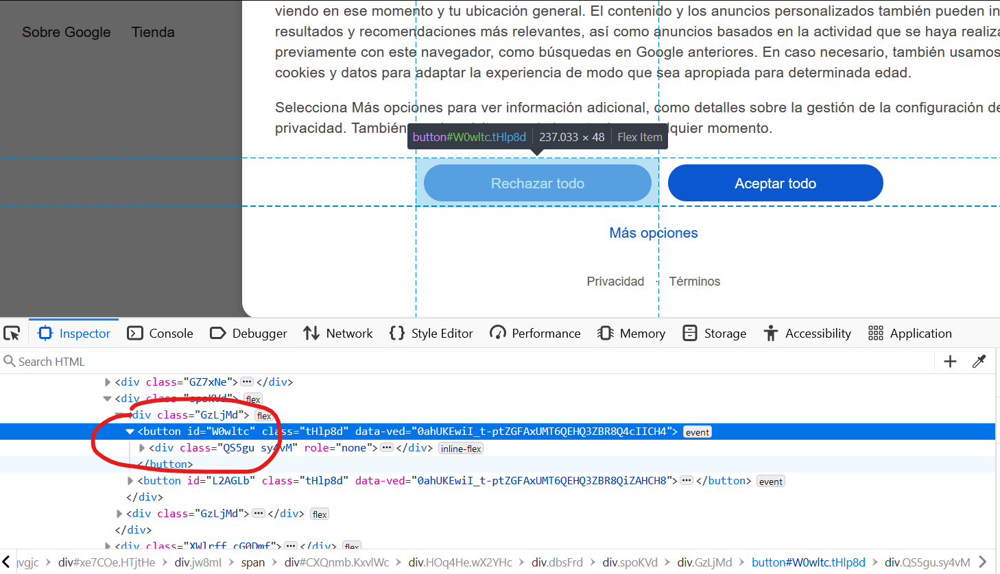 viendo en ese momento y tu ubicación general. El contenido y los anuncios personalizados también pueden in
Sobre Google Tienda
resultados y recomendaciones más relevantes, así como anuncios basados en la actividad que se haya realiza
previamente con este navegador, como búsquedas en Google anteriores. En caso necesario, también usamos
cookies y datos para adaptar la experiencia de modo que sea apropiada para determinada edad.
Selecciona Más opciones para ver información adicional, como detalles sobre la gestión de la configuración de
privacidad. También
lquier momento.
button#W0wltc.tHlp8d 237.033 × 48 Flex Item
Rechazar todo Aceptar todo
Más opciones
Privacidad · Términos
Inspector Console Debugger Network Style Editor Performance Memory Storage Accessibility Application
Search HTML
<div class="GZ7xNe"> ... </div>
<div class="spoKVd"> flex
<div class="GzLjMd"> flex
<button id="W0wltc" class="tHlp8d" data-ved="0ahUKEwiI_t-ptZGFAxUMT6QEHQ3ZBR8Q4cIICH4"> event
<div class="QS5gu sy4vM" role="none"> ... </div> inline-flex
</button>
<button id="L2AGLb" class="tHlp8d" data-ved="0ahUKEwiI_t-ptZGFAxUMT6QEHQ3ZBR8QiZAHCH8"> ... </button> event
</div>
<div class="GzLjMd"> ... </div> flex
</div>
<div class="XWlrff cG0Dmf"> ... </div> flex
vgjc > div#xe7COe.HTjtHe > div.jw8mI > span > div#CXQnmb.KxvlWc > div.HOq4He.wX2YHc > div.dbsFrd > div.spoKVd > div.GzLjMd > button#W0wltc.tHlp8d > div.QS5gu.sy4vM